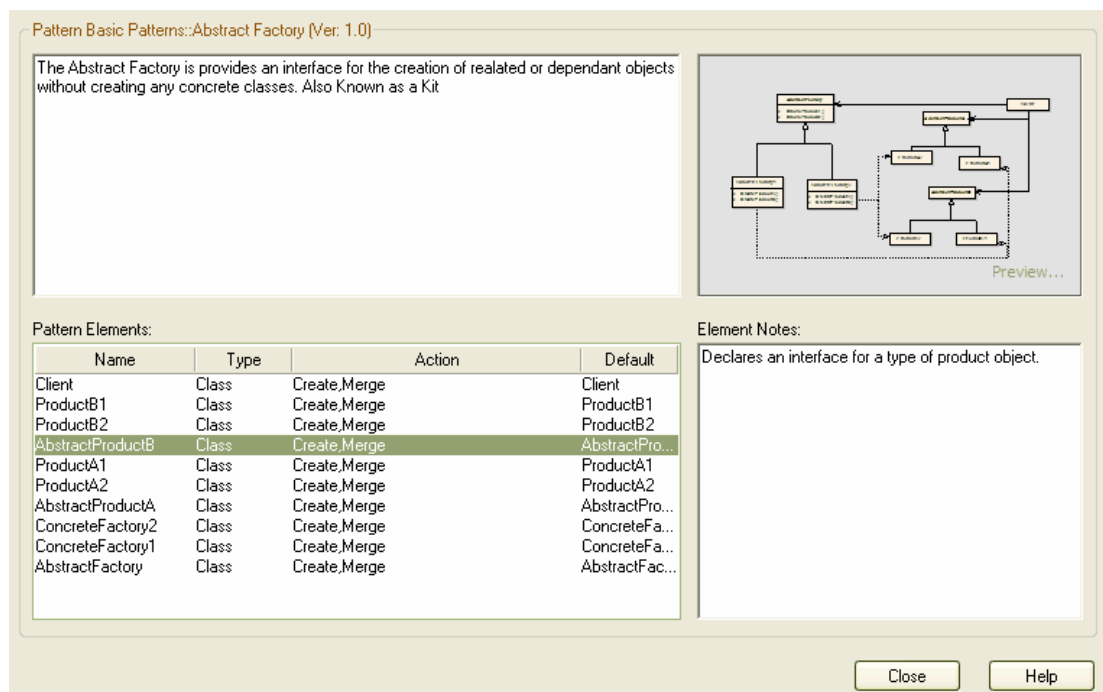 Pattern Basic Patterns::Abstract Factory (Ver: 1.0)
The Abstract Factory is provides an interface for the creation of realated or dependant objects
without creating any concrete classes. Also Known as a Kit
Preview...
Pattern Elements:
Name Type Action Default
Client Class Create,Merge Client
ProductB1 Class Create,Merge ProductB1
ProductB2 Class Create,Merge ProductB2
AbstractProductB Class Create,Merge AbstractPro...
ProductA1 Class Create,Merge ProductA1
ProductA2 Class Create,Merge ProductA2
AbstractProductA Class Create,Merge AbstractPro...
ConcreteFactory2 Class Create,Merge ConcreteFa...
ConcreteFactory1 Class Create,Merge ConcreteFa...
AbstractFactory Class Create,Merge AbstractFac...
Element Notes:
Declares an interface for a type of product object.
Close Help